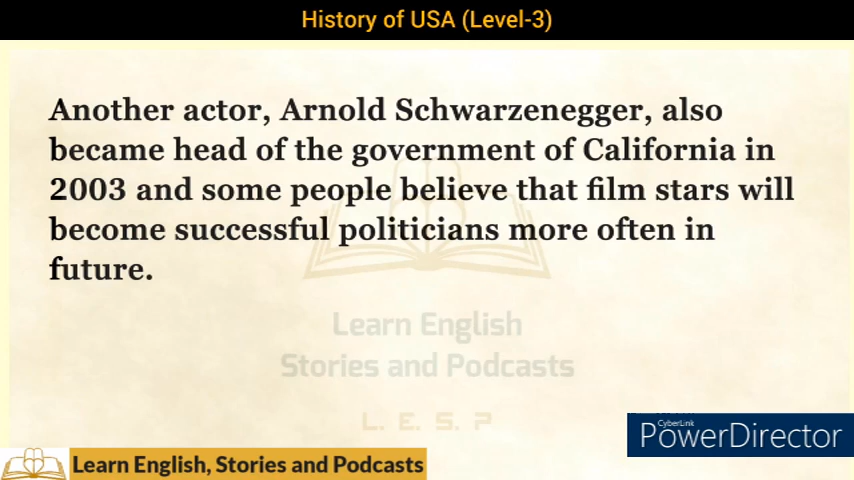 History of USA (Level-3)
Another actor, Arnold Schwarzenegger, also
became head of the government of California in
2003 and some people believe that film stars will
become successful politicians more often in
future.
Learn English
Stories and Podcasts
L. E. S. P
CyberLink
PowerDirector
Learn English, Stories and Podcasts